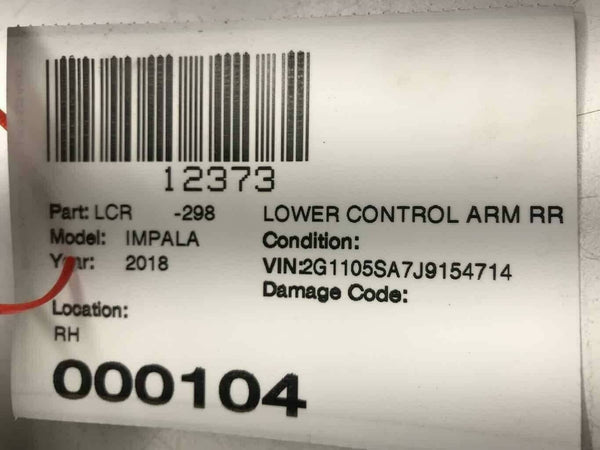 12373
Part: LCR -298 LOWER CONTROL ARM RR
Model: IMPALA Condition:
Year: 2018 VIN:2G1105SA7J9154714
Damage Code:
Location:
RH
000104